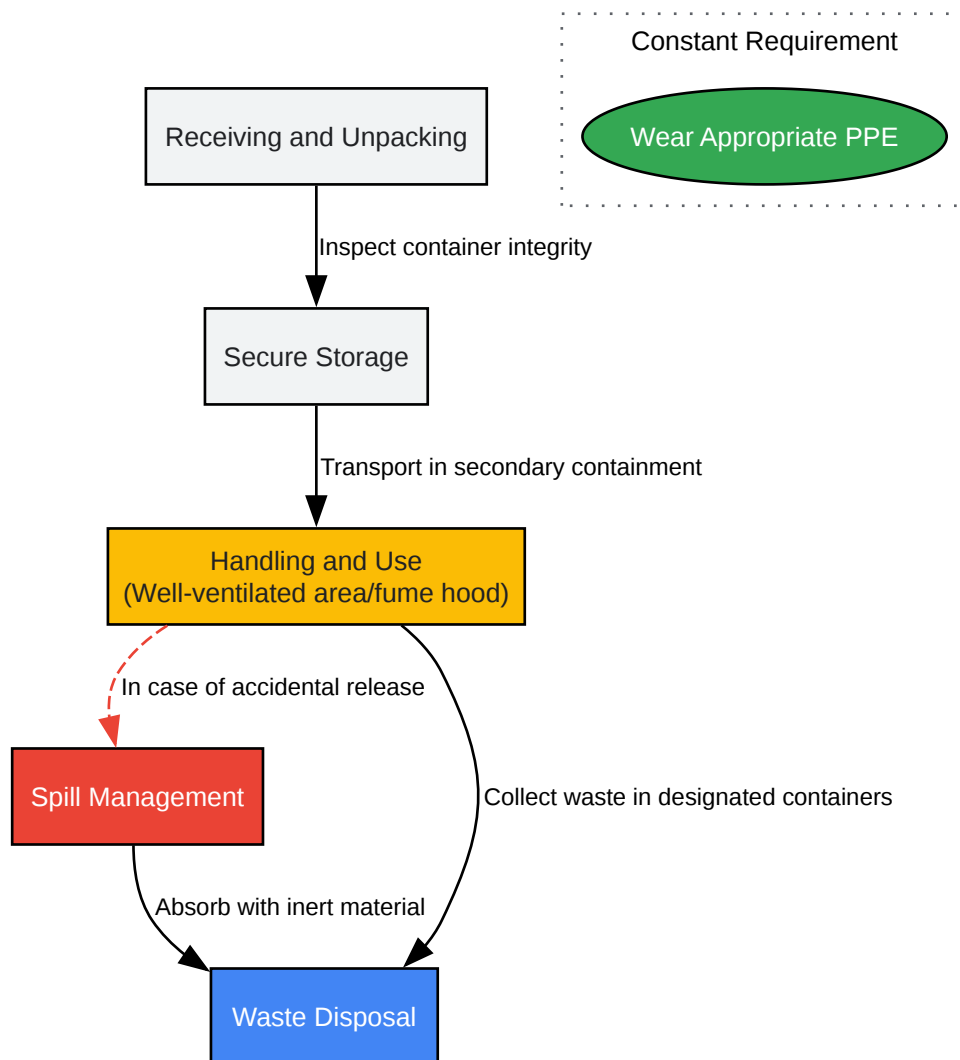 Constant Requirement
Wear Appropriate PPE
Receiving and Unpacking
Inspect container integrity
Secure Storage
Transport in secondary containment
Handling and Use
(Well-ventilated area/fume hood)
In case of accidental release
Spill Management
Collect waste in designated containers
Absorb with inert material
Waste Disposal